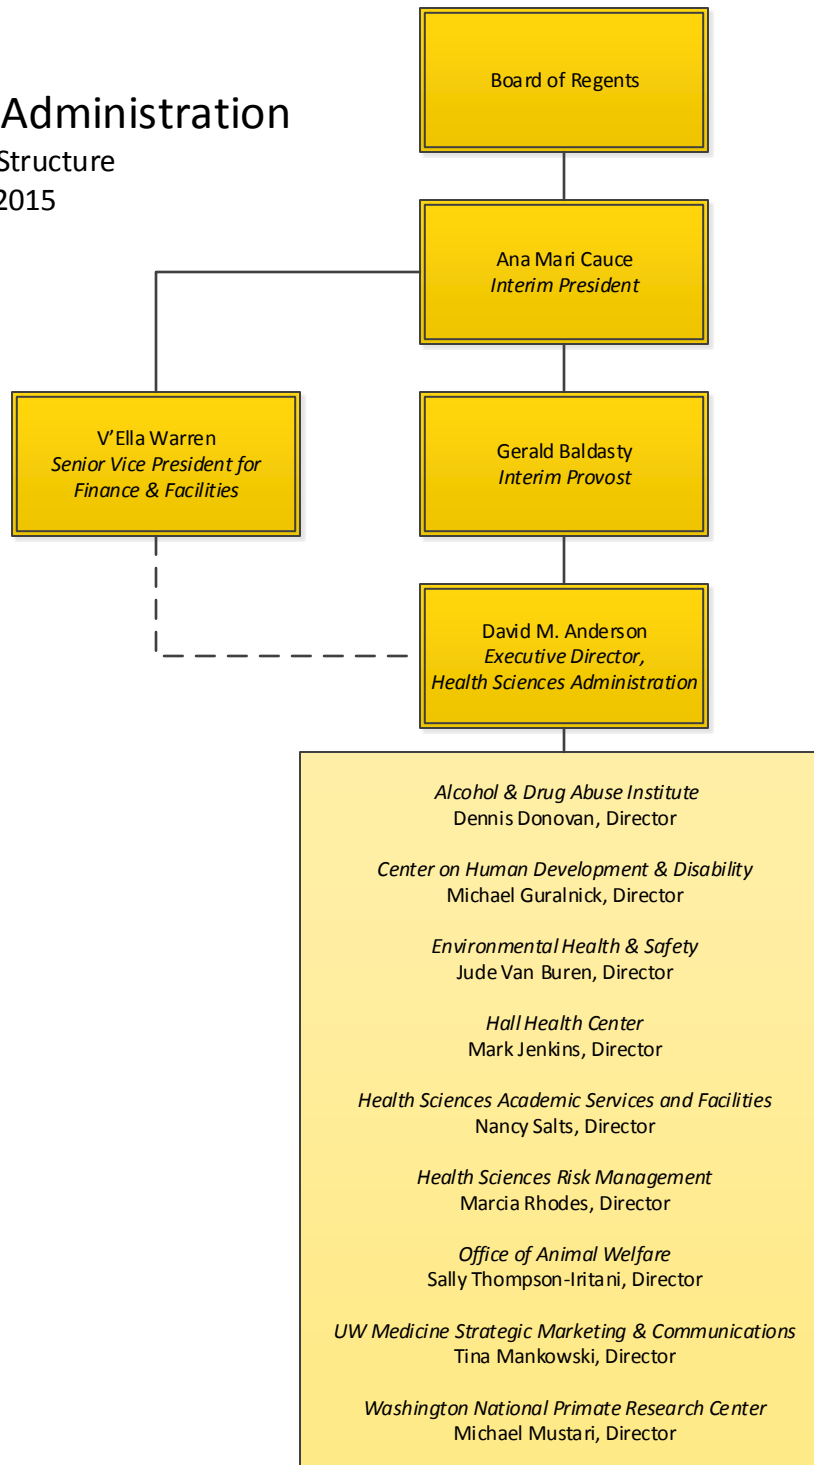 Administration
Structure
2015
Board of Regents
Ana Mari Cauce
Interim President
V'Ella Warren
Senior Vice President for
Finance & Facilities
Gerald Baldasty
Interim Provost
David M. Anderson
Executive Director,
Health Sciences Administration
Alcohol & Drug Abuse Institute
Dennis Donovan, Director
Center on Human Development & Disability
Michael Guralnick, Director
Environmental Health & Safety
Jude Van Buren, Director
Hall Health Center
Mark Jenkins, Director
Health Sciences Academic Services and Facilities
Nancy Salts, Director
Health Sciences Risk Management
Marcia Rhodes, Director
Office of Animal Welfare
Sally Thompson-Iritani, Director
UW Medicine Strategic Marketing & Communications
Tina Mankowski, Director
Washington National Primate Research Center
Michael Mustari, Director